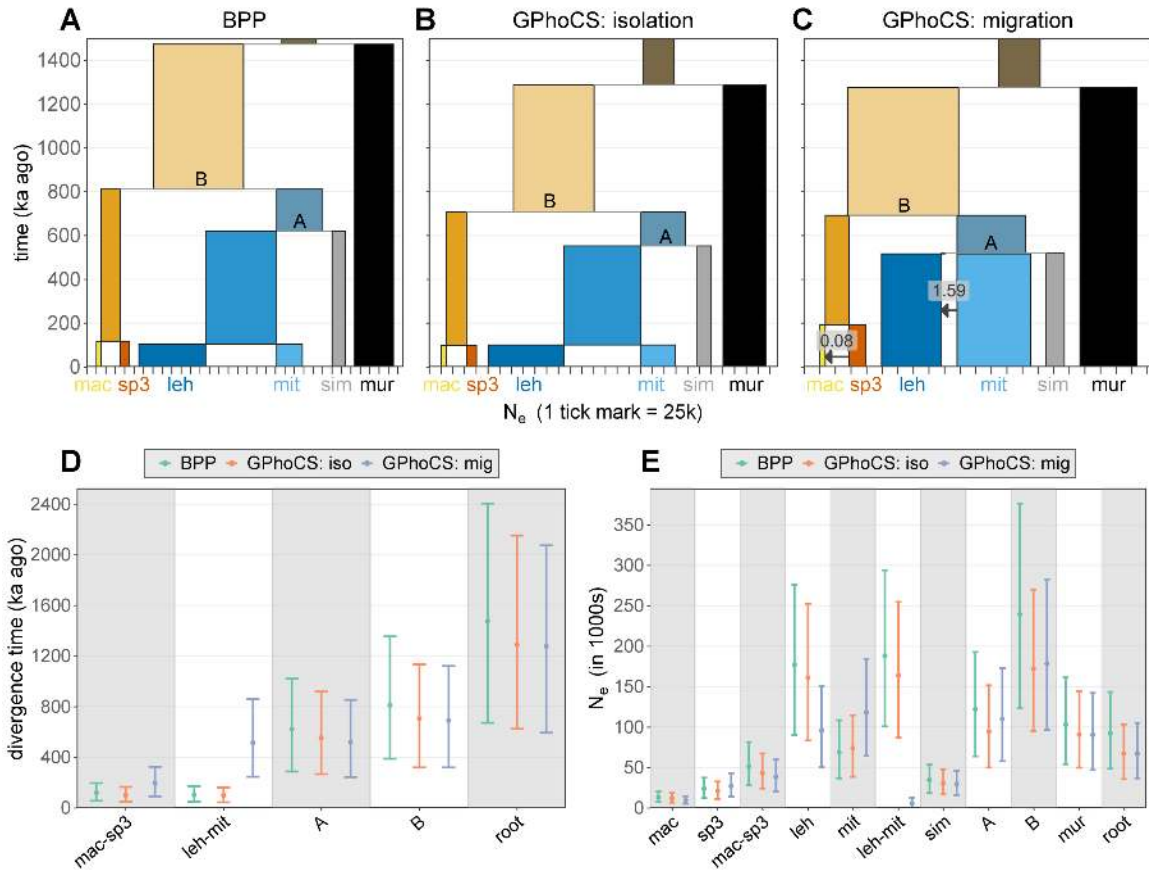 A BPP
B GPhoCS: isolation
C GPhoCS: migration
time (ka ago)
1400
1200
1000
800
600
400
200
0
B
A
mac sp3 leh mit sim mur
B
A
mac sp3 leh mit sim mur
B
A
1.59
0.08
mac sp3 leh mit sim mur
Ne (1 tick mark = 25k)
D
BPP GPhoCS: iso GPhoCS: mig
divergence time (ka ago)
2400
2000
1600
1200
800
400
0
mac-sp3 leh-mit A B root
E
BPP GPhoCS: iso GPhoCS: mig
Ne (in 1000s)
350
300
250
200
150
100
50
0
mac sp3 mac-sp3 leh mit leh-mit sim A B mur root